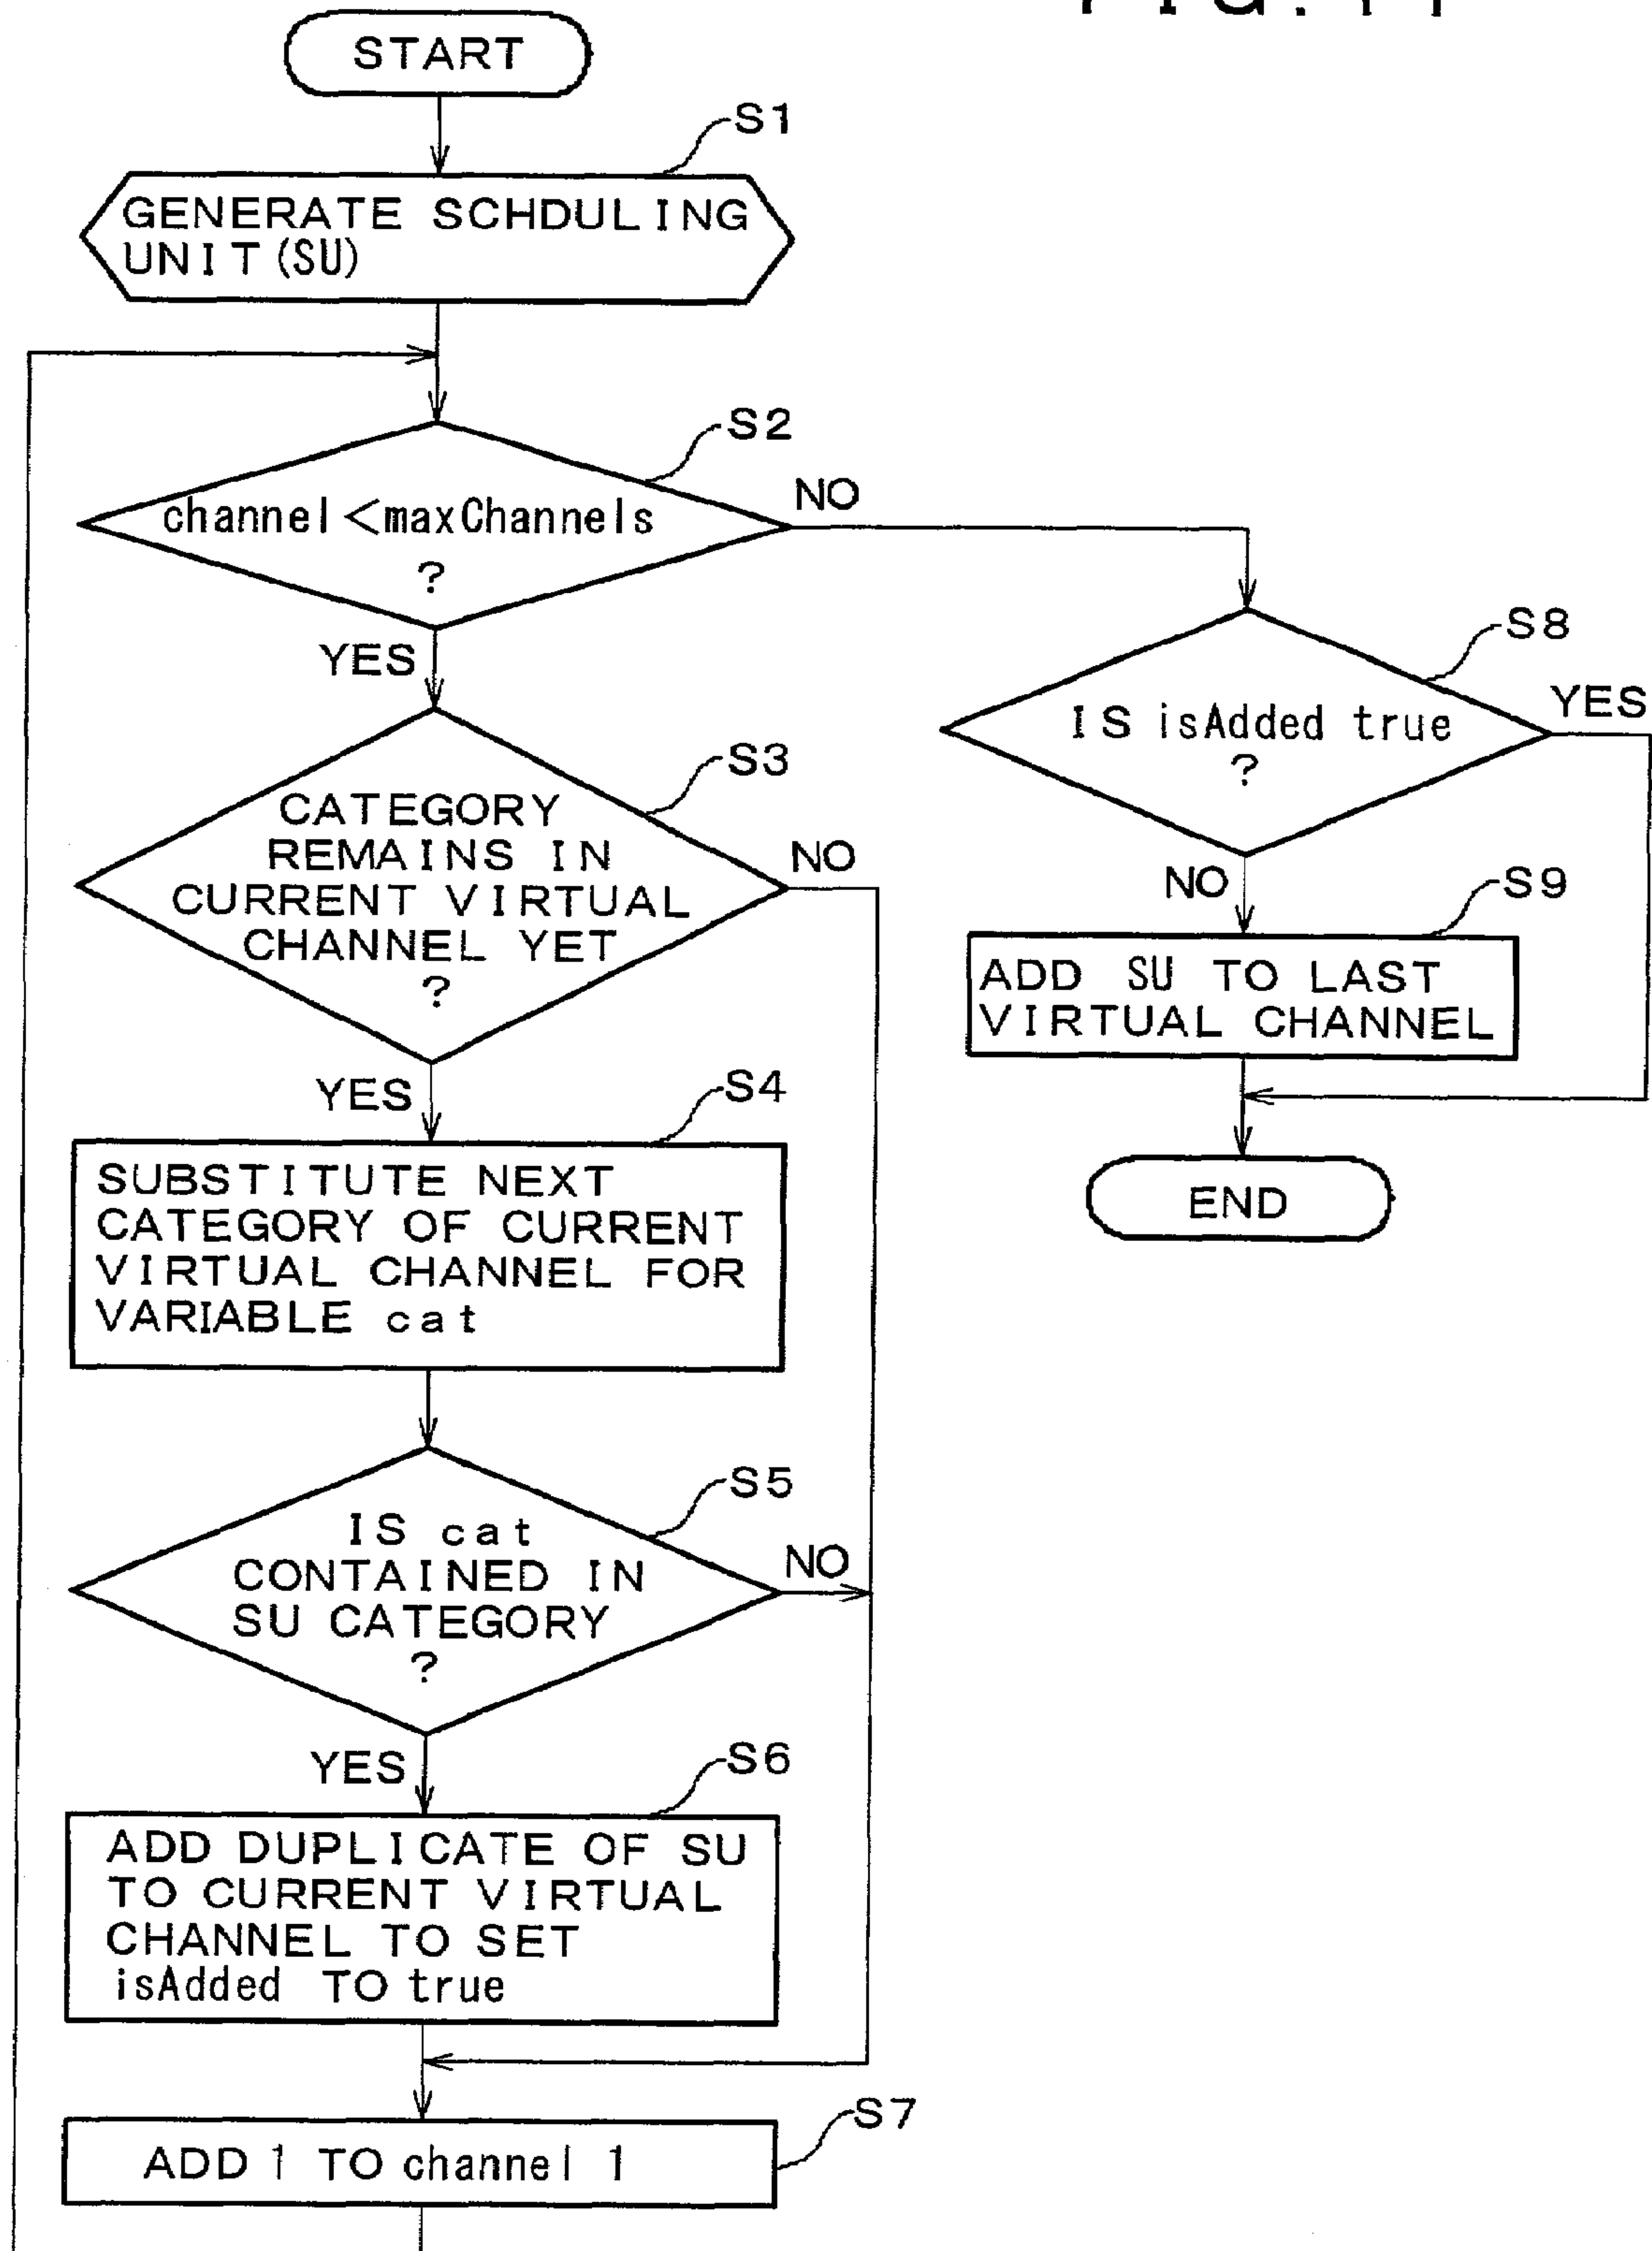 FIG. 11
START
S1
GENERATE SCHDULING
UNIT (SU)
S2
channel <maxChannels
?
NO
YES
S8
IS isAdded true
?
YES
NO
S9
ADD SU TO LAST
VIRTUAL CHANNEL
END
S3
CATEGORY
REMAINS IN
CURRENT VIRTUAL
CHANNEL YET
?
NO
YES
S4
SUBSTITUTE NEXT
CATEGORY OF CURRENT
VIRTUAL CHANNEL FOR
VARIABLE cat
S5
IS cat
CONTAINED IN
SU CATEGORY
?
NO
YES
S6
ADD DUPLICATE OF SU
TO CURRENT VIRTUAL
CHANNEL TO SET
isAdded TO true
S7
ADD 1 TO channel 1